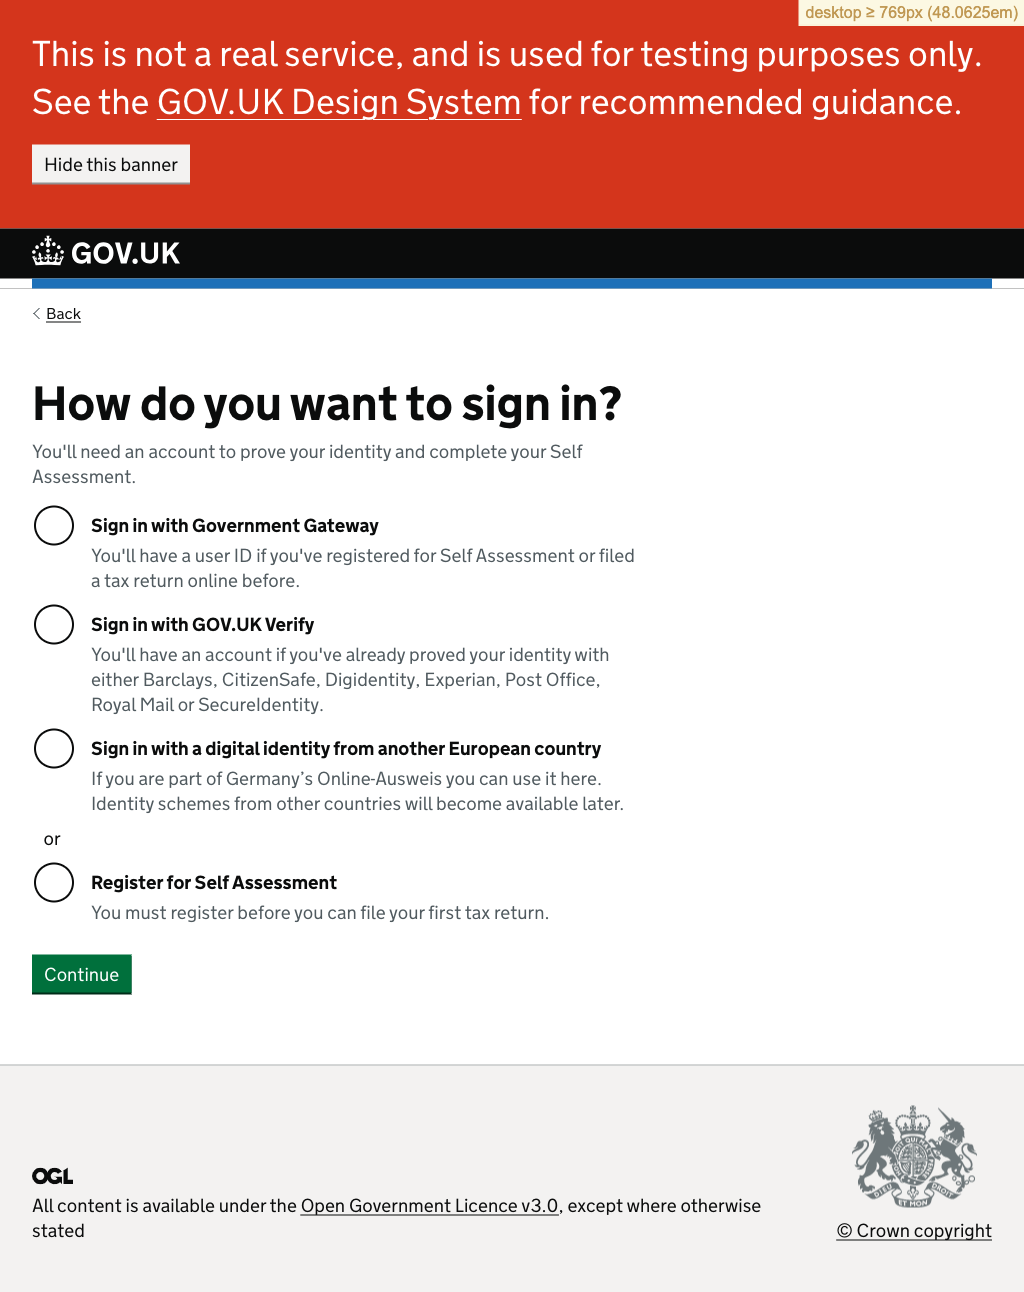 desktop ≥ 769px (48.0625em)
This is not a real service, and is used for testing purposes only.
See the GOV.UK Design System for recommended guidance.
Hide this banner
GOV.UK
Back
How do you want to sign in?
You'll need an account to prove your identity and complete your Self
Assessment.
Sign in with Government Gateway
You'll have a user ID if you've registered for Self Assessment or filed
a tax return online before.
Sign in with GOV.UK Verify
You'll have an account if you've already proved your identity with
either Barclays, CitizenSafe, Digidentity, Experian, Post Office,
Royal Mail or SecureIdentity.
Sign in with a digital identity from another European country
If you are part of Germany’s Online-Ausweis you can use it here.
Identity schemes from other countries will become available later.
or
Register for Self Assessment
You must register before you can file your first tax return.
Continue
OGL
All content is available under the Open Government Licence v3.0, except where otherwise
stated
DIEU ET MON DROIT
© Crown copyright